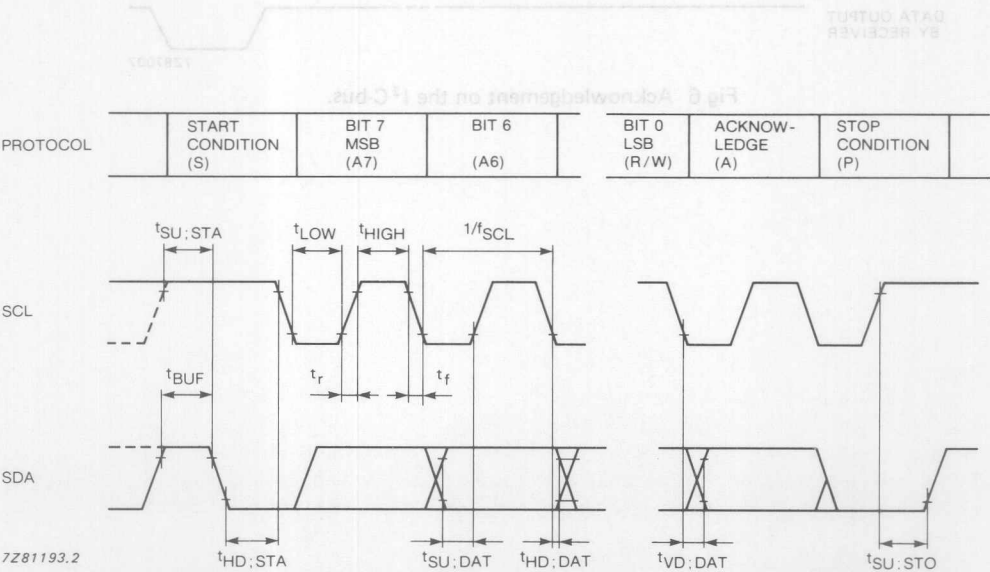 DATA OUTPUT
BY RECEIVER
7Z87007
Fig 6 Acknowledgement on the I²C-bus.
PROTOCOL
START
CONDITION
(S)
BIT 7
MSB
(A7)
BIT 6
(A6)
BIT 0
LSB
(R/W)
ACKNOW-
LEDGE
(A)
STOP
CONDITION
(P)
tSU;STA
tLOW
tHIGH
1/fSCL
SCL
tBUF
tr
tf
SDA
tHD;STA
tSU;DAT
tHD;DAT
tVD;DAT
tSU;STO
7Z81193.2